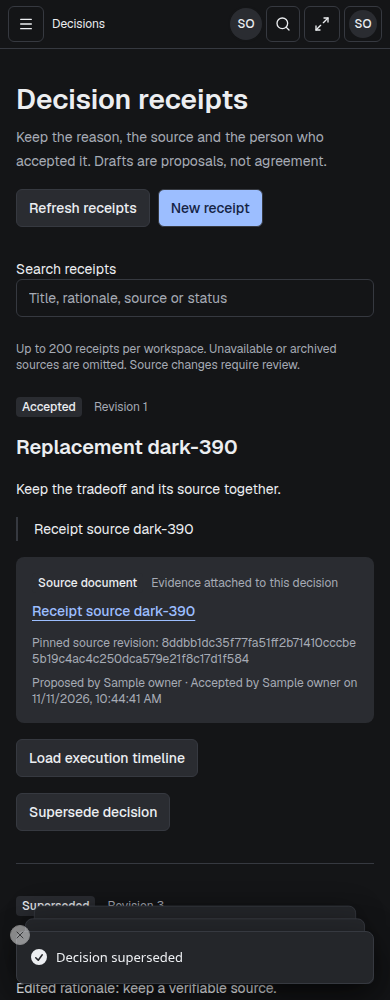 Decisions
SO
SO
Decision receipts
Keep the reason, the source and the person who
accepted it. Drafts are proposals, not agreement.
Refresh receipts
New receipt
Search receipts
Title, rationale, source or status
Up to 200 receipts per workspace. Unavailable or archived
sources are omitted. Source changes require review.
Accepted
Revision 1
Replacement dark-390
Keep the tradeoff and its source together.
Receipt source dark-390
Source document
Evidence attached to this decision
Receipt source dark-390
Pinned source revision: 8ddbb1dc35f77fa51ff2b71410cccbe
5b19c4ac4c250dca579e21f8c17d1f584
Proposed by Sample owner · Accepted by Sample owner on
11/11/2026, 10:44:41 AM
Load execution timeline
Supersede decision
Superseded
Revision 3
Decision superseded
Edited rationale: keep a verifiable source.